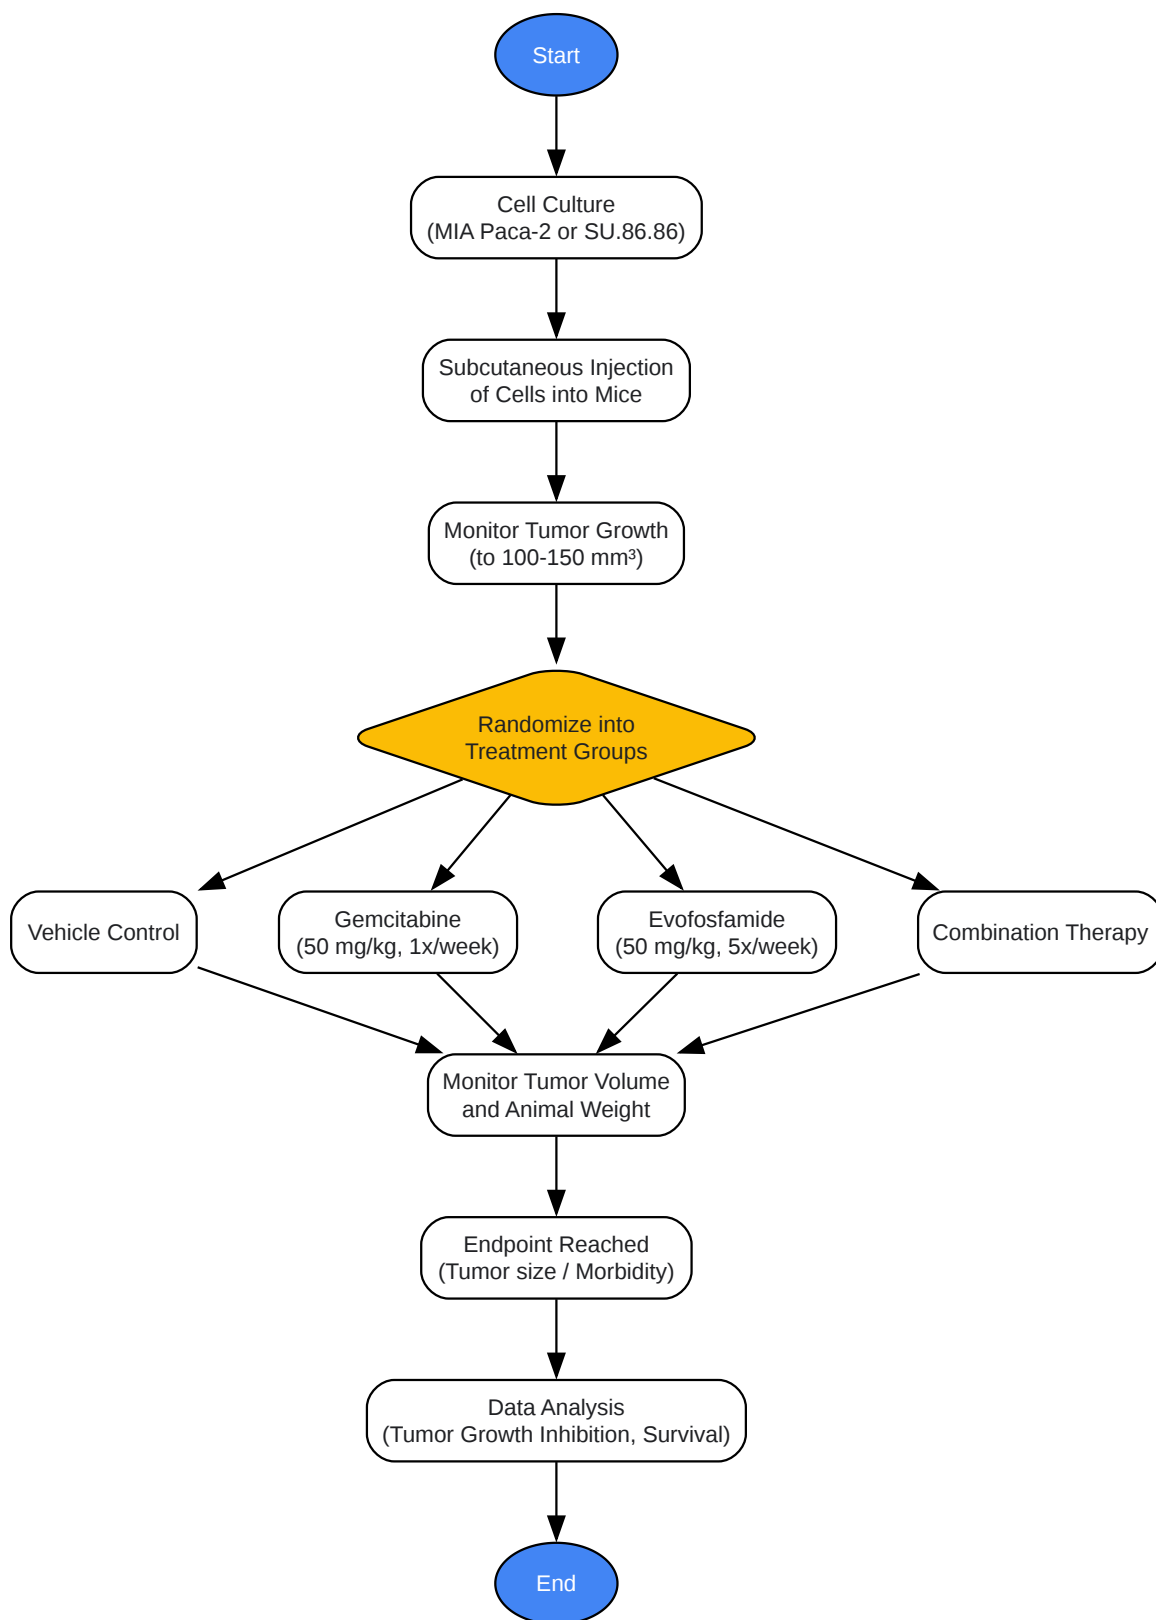 Start
Cell Culture
(MIA Paca-2 or SU.86.86)
Subcutaneous Injection
of Cells into Mice
Monitor Tumor Growth
(to 100-150 mm³)
Randomize into
Treatment Groups
Vehicle Control
Gemcitabine
(50 mg/kg, 1x/week)
Evofosfamide
(50 mg/kg, 5x/week)
Combination Therapy
Monitor Tumor Volume
and Animal Weight
Endpoint Reached
(Tumor size / Morbidity)
Data Analysis
(Tumor Growth Inhibition, Survival)
End